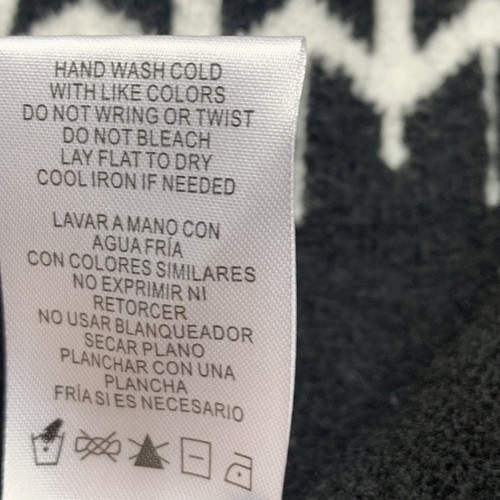 HAND WASH COLD
WITH LIKE COLORS
DO NOT WRING OR TWIST
DO NOT BLEACH
LAY FLAT TO DRY
COOL IRON IF NEEDED
LAVAR A MANO CON
AGUA FRÍA
CON COLORES SIMILARES
NO EXPRIMIR NI
RETORCER
NO USAR BLANQUEADOR
SECAR PLANO
PLANCHAR CON UNA
PLANCHA
FRÍA SI ES NECESARIO